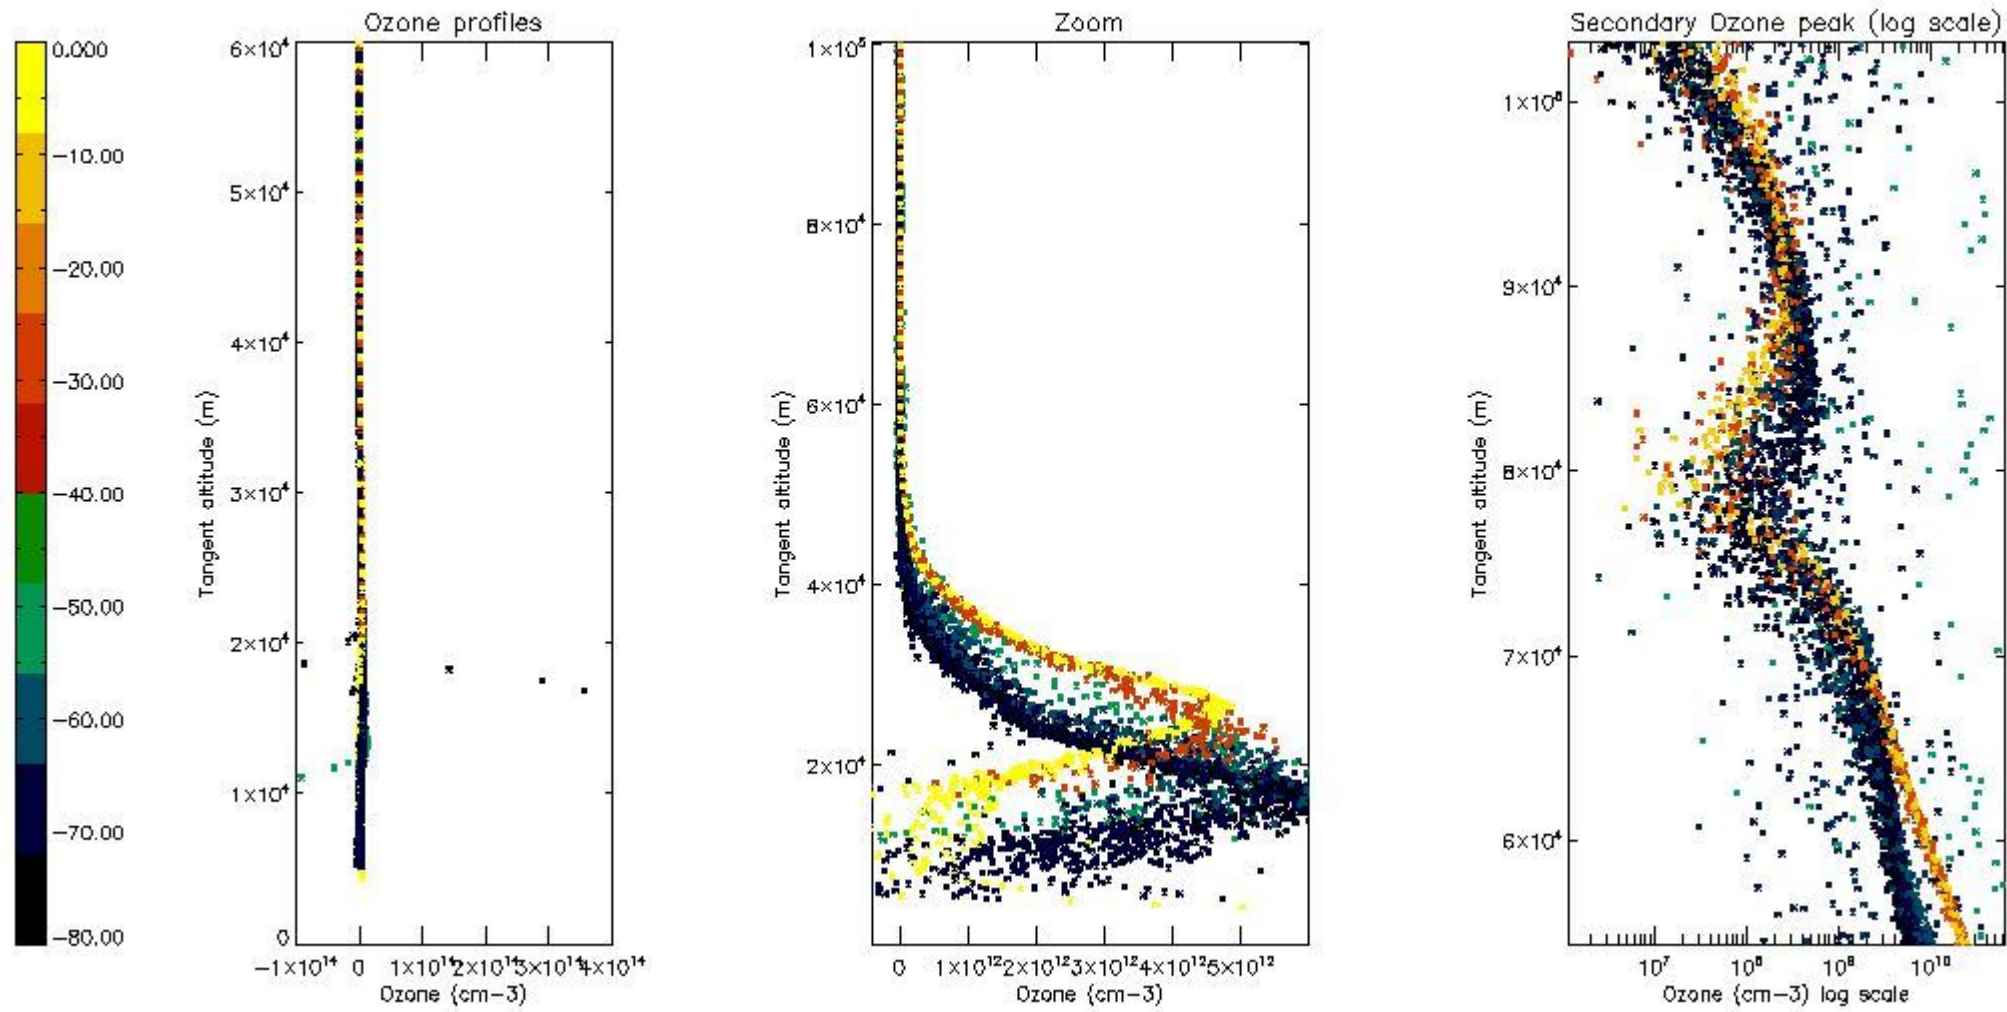 Ozone profiles
Zoom
Secondary Ozone peak (log scale)
0.000
-10.00
-20.00
-30.00
-40.00
-50.00
-60.00
-70.00
-80.00
6×10⁴
5×10⁴
4×10⁴
3×10⁴
2×10⁴
1×10⁴
0
Tangent altitude (m)
-1×10¹⁴ 0 1×10¹⁴ 2×10¹⁴ 3×10¹⁴ 4×10¹⁴
Ozone (cm-3)
1×10⁵
8×10⁴
6×10⁴
4×10⁴
2×10⁴
Tangent altitude (m)
0 1×10¹² 2×10¹² 3×10¹² 4×10¹² 5×10¹²
Ozone (cm-3)
1×10⁵
9×10⁴
8×10⁴
7×10⁴
6×10⁴
Tangent altitude (m)
10⁷ 10⁸ 10⁹ 10¹⁰
Ozone (cm-3) log scale